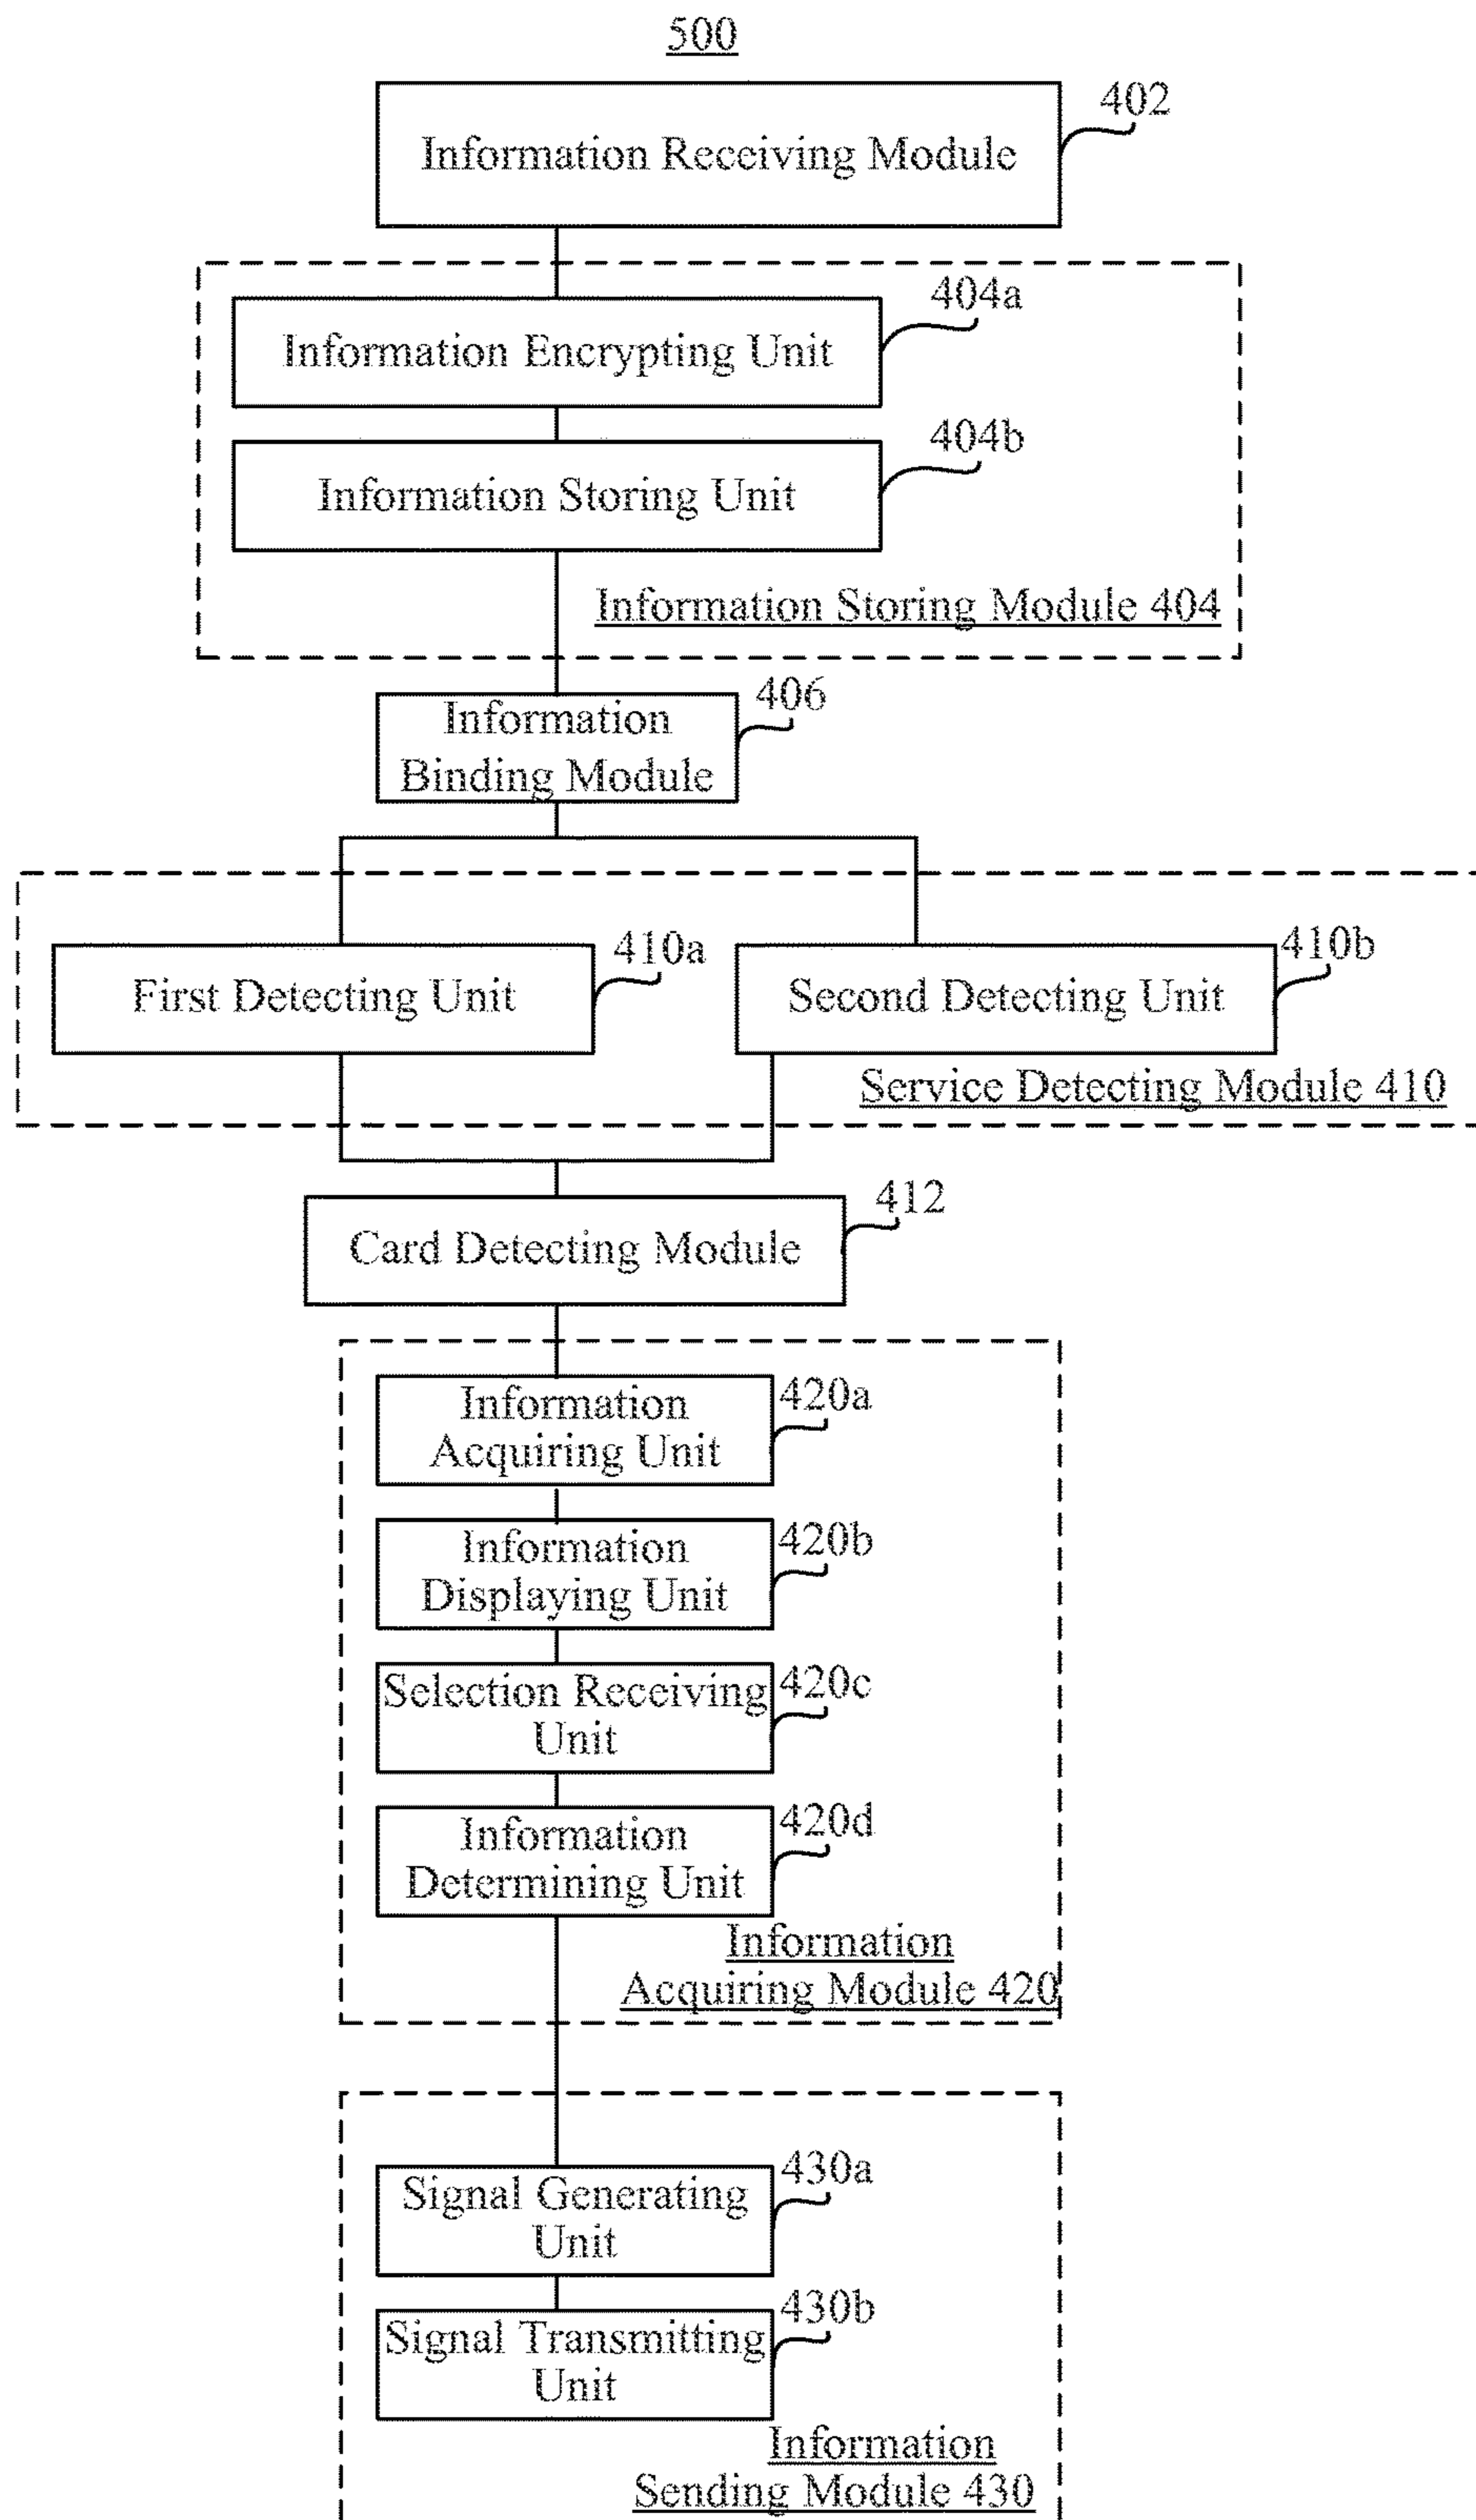 500
402
Information Receiving Module
404a
Information Encrypting Unit
404b
Information Storing Unit
Information Storing Module 404
406
Information
Binding Module
410a
First Detecting Unit
410b
Second Detecting Unit
Service Detecting Module 410
412
Card Detecting Module
420a
Information
Acquiring Unit
420b
Information
Displaying Unit
420c
Selection Receiving
Unit
420d
Information
Determining Unit
Information
Acquiring Module 420
430a
Signal Generating
Unit
430b
Signal Transmitting
Unit
Information
Sending Module 430